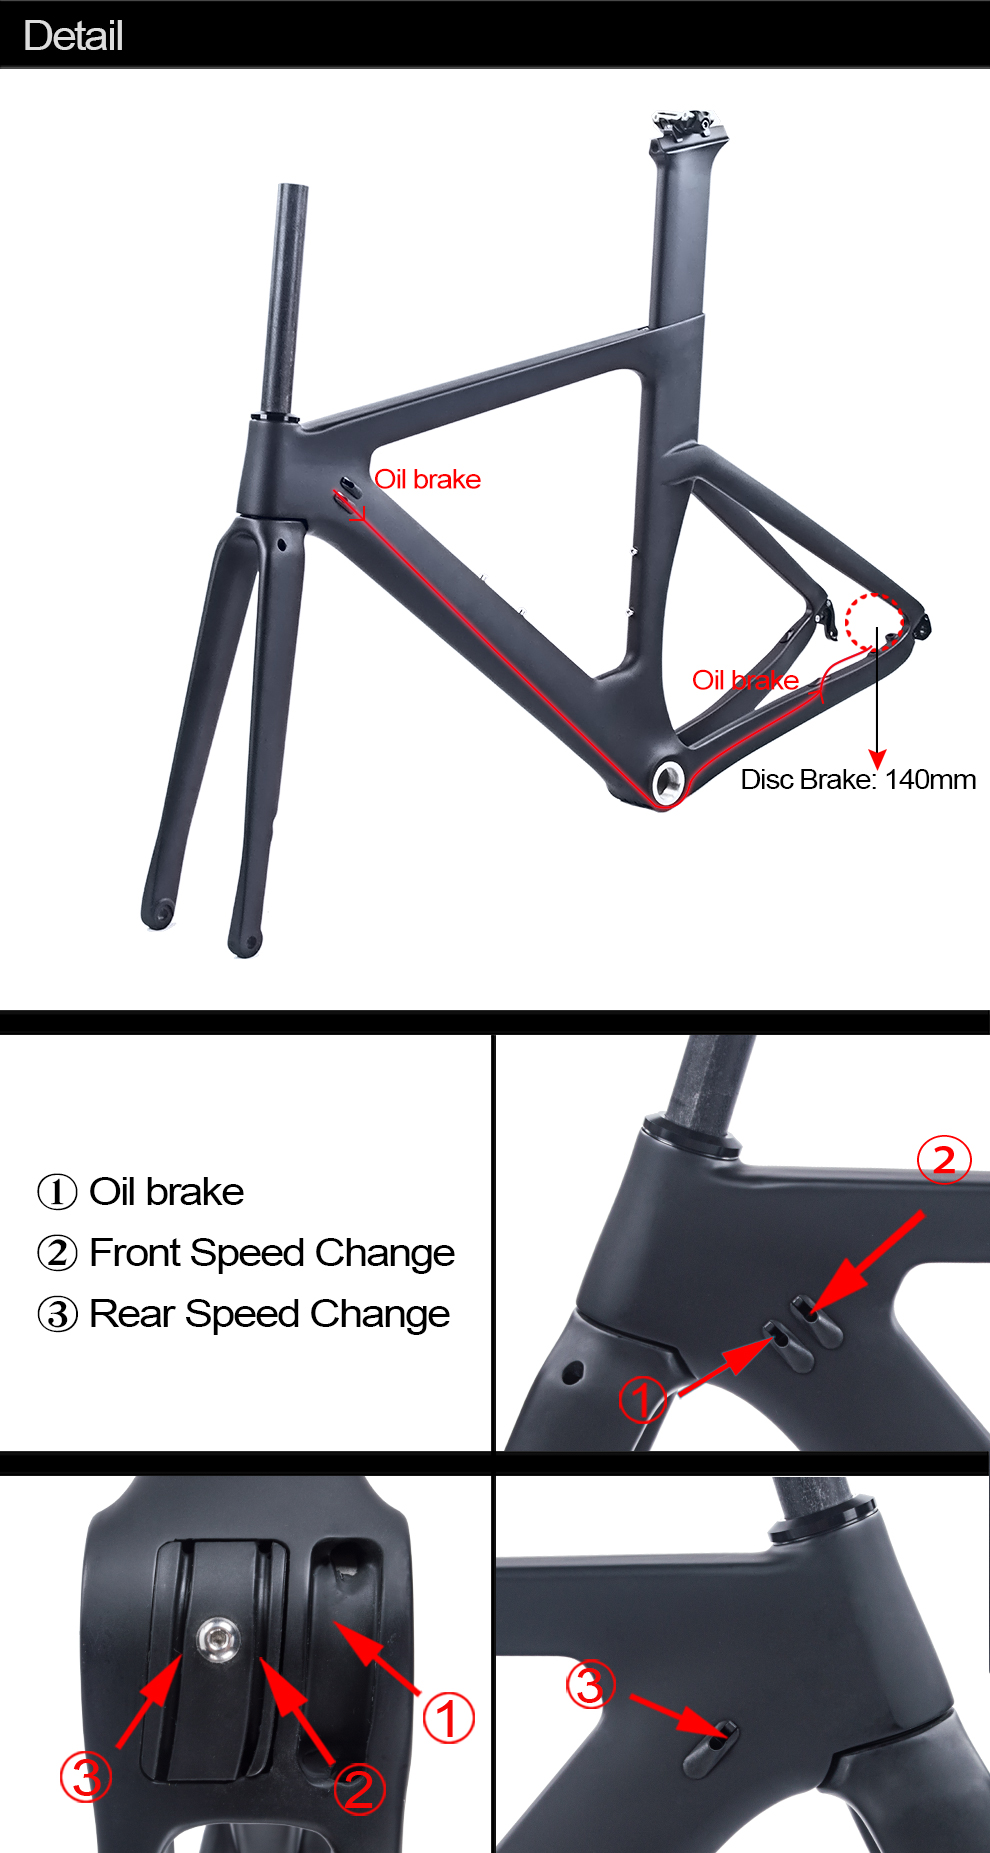 Detail
Oil brake
Oil brake
Disc Brake: 140mm
① Oil brake
② Front Speed Change
③ Rear Speed Change
②
①
③
①
③
②